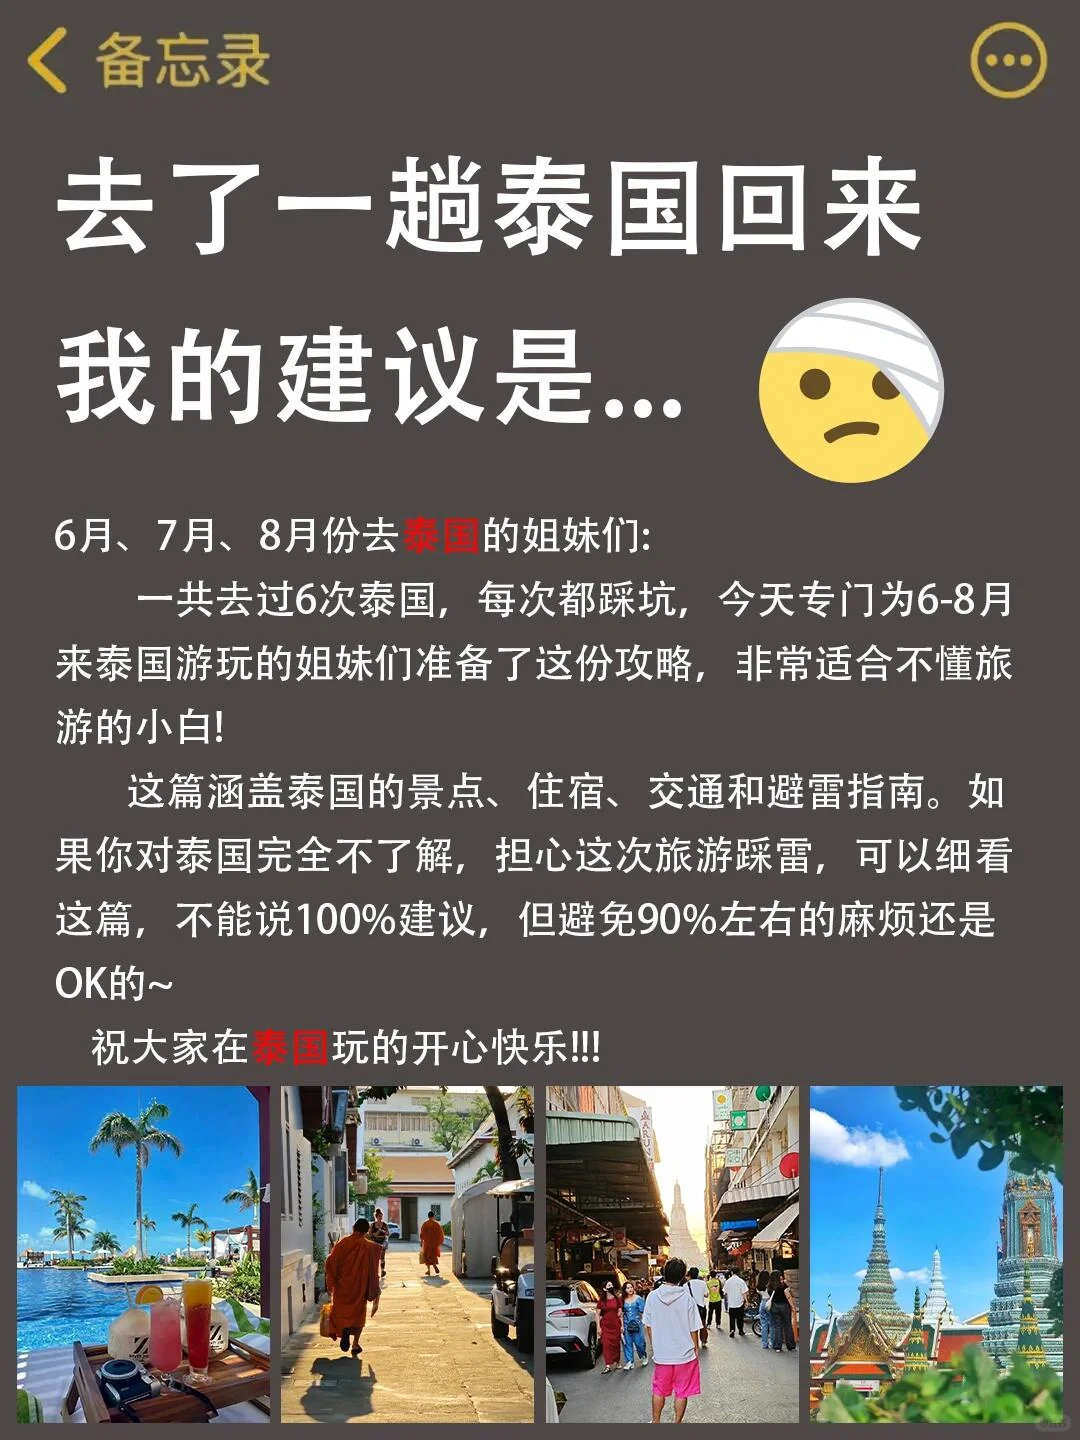 备忘录
去了一趟泰国回来
我的建议是...
6月、7月、8月份去泰国的姐妹们:
一共去过6次泰国，每次都踩坑，今天专门为6-8月
来泰国游玩的姐妹们准备了这份攻略，非常适合不懂旅
游的小白!
这篇涵盖泰国的景点、住宿、交通和避雷指南。如
果你对泰国完全不了解，担心这次旅游踩雷，可以细看
这篇，不能说100%建议，但避免90%左右的麻烦还是
OK的~
祝大家在泰国玩的开心快乐!!!